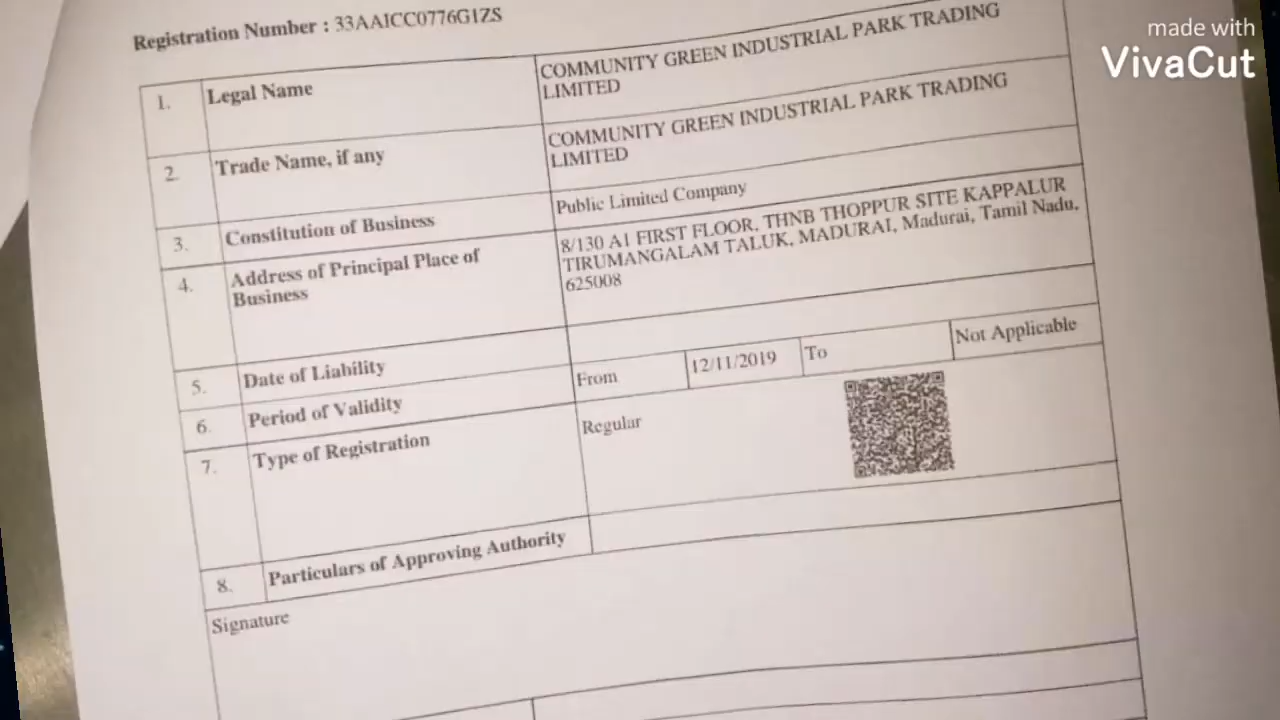 made with
VivaCut
Registration Number : 33AAICC0776G1ZS
1. Legal Name COMMUNITY GREEN INDUSTRIAL PARK TRADING
LIMITED
2. Trade Name, if any COMMUNITY GREEN INDUSTRIAL PARK TRADING
LIMITED
3. Constitution of Business Public Limited Company
4. Address of Principal Place of
Business
8/130 A1 FIRST FLOOR, THNB THOPPUR SITE KAPPALUR
TIRUMANGALAM TALUK, MADURAI, Madurai, Tamil Nadu,
625008
5. Date of Liability
6. Period of Validity From 12/11/2019 To Not Applicable
7. Type of Registration Regular
8. Particulars of Approving Authority
Signature